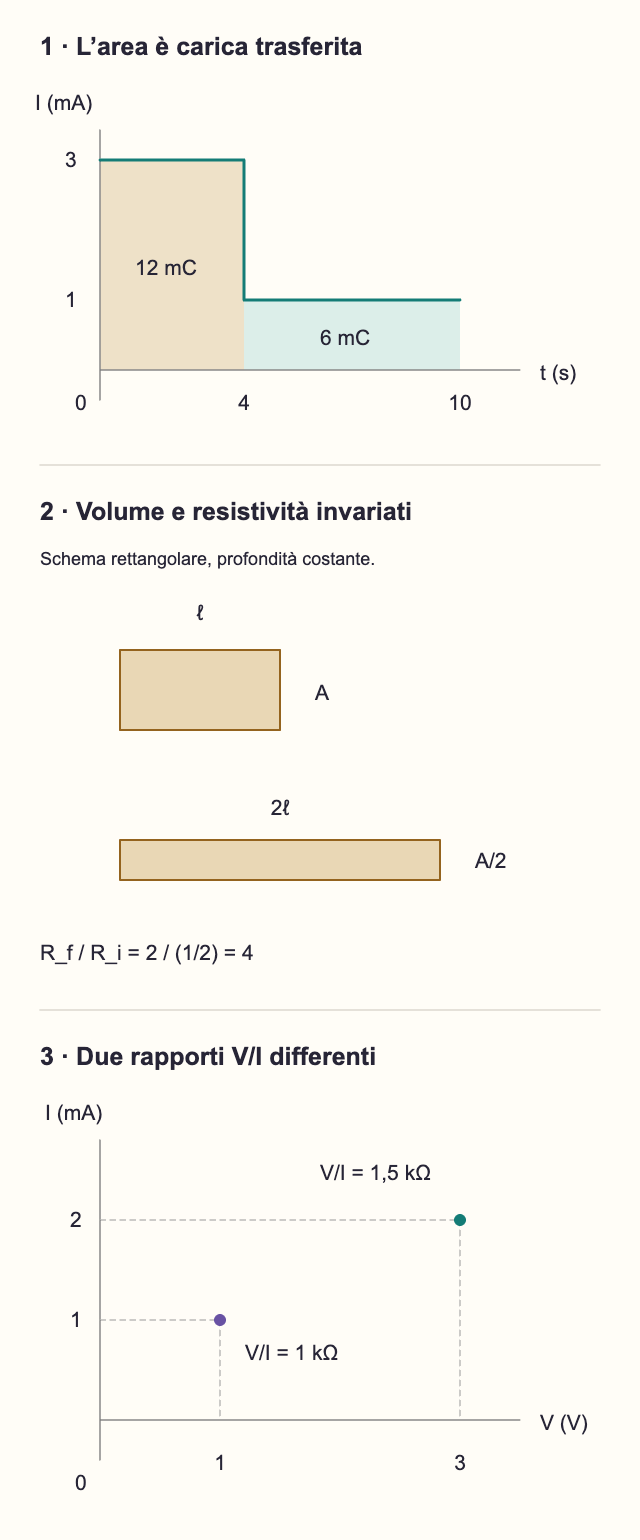 1 · L’area è carica trasferita
I (mA)
3
12 mC
1
6 mC
t (s)
0
4
10
2 · Volume e resistività invariati
Schema rettangolare, profondità costante.
ℓ
A
2ℓ
A/2
R_f / R_i = 2 / (1/2) = 4
3 · Due rapporti V/I differenti
I (mA)
V/I = 1,5 kΩ
2
1
V/I = 1 kΩ
V (V)
1
3
0